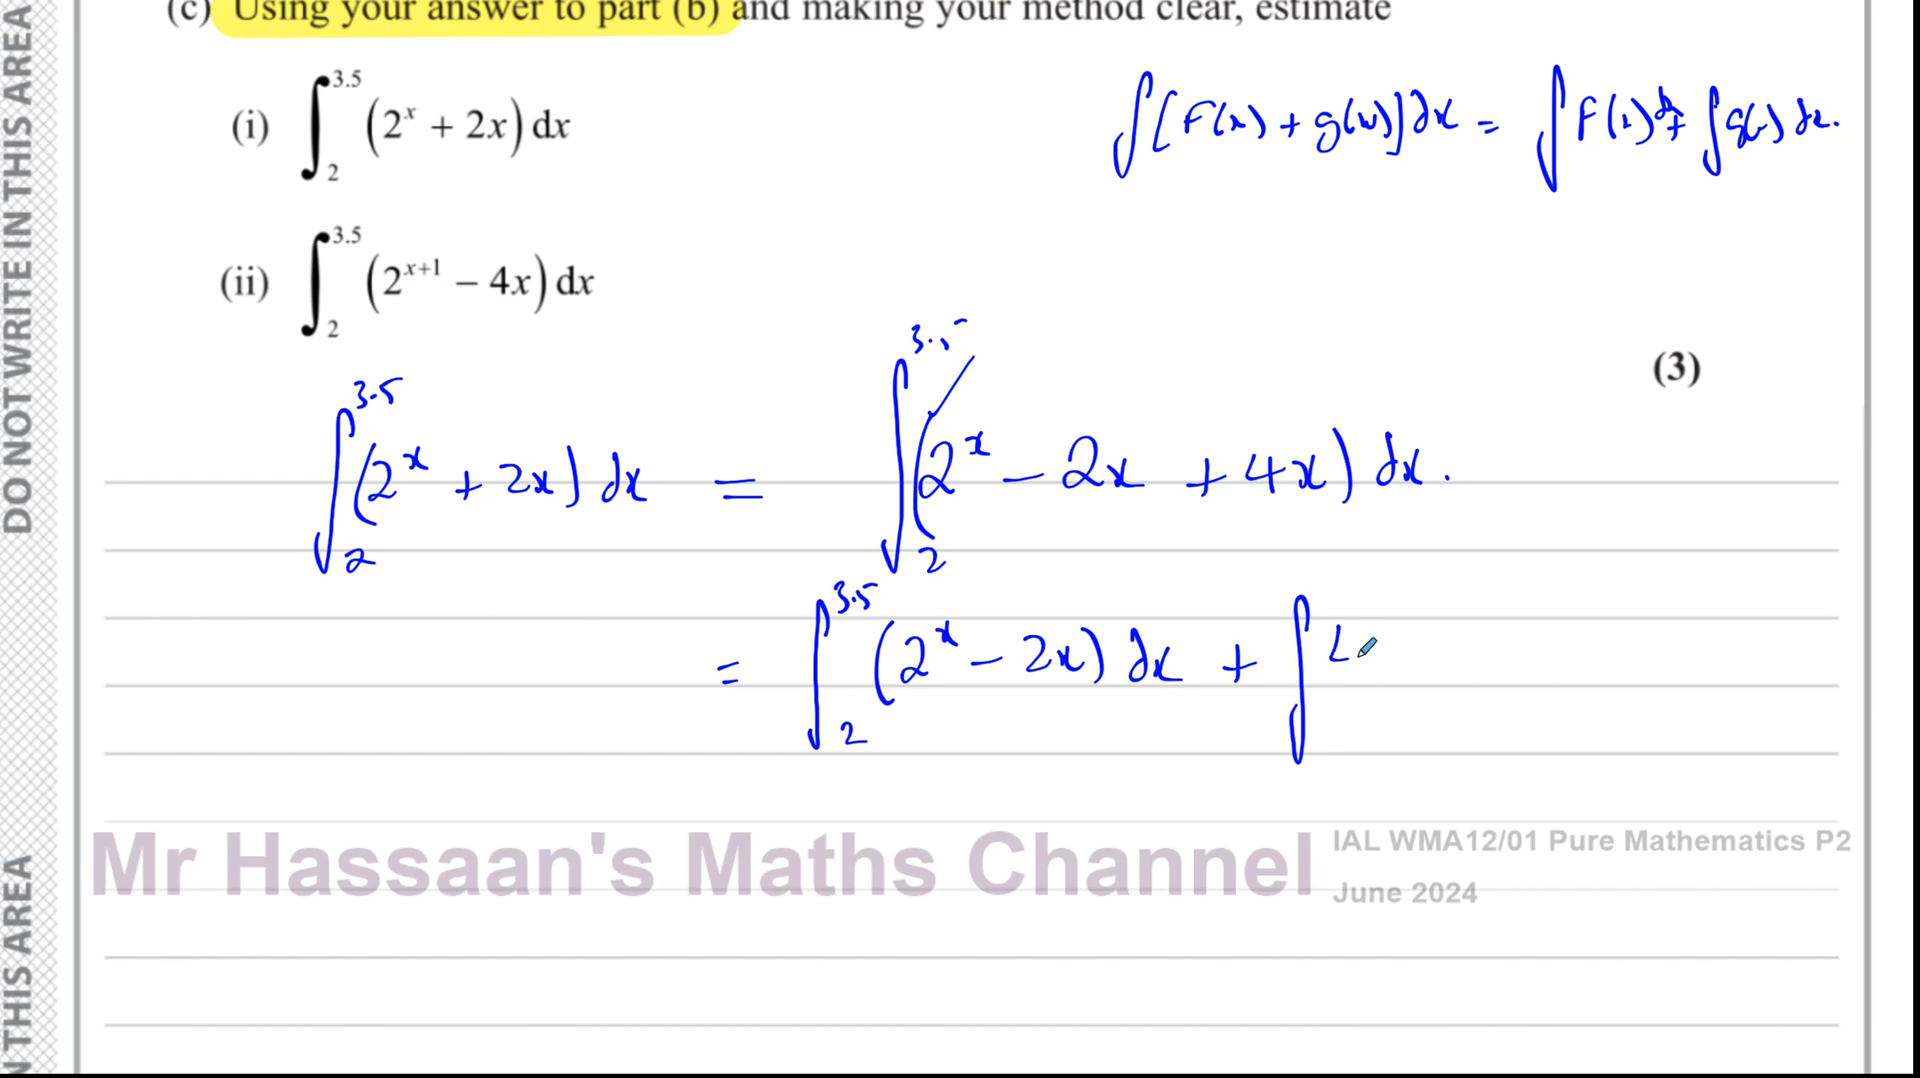 (c) Using your answer to part (b) and making your method clear, estimate
(i) ∫₂^3.5 (2^x + 2x) dx
∫[F(x) + g(x)]dx = ∫F(x)dx + ∫g(x) dx.
(ii) ∫₂^3.5 (2^(x+1) − 4x) dx
(3)
∫₂^3.5 (2^x + 2x) dx = ∫₂^3.5 (2^x − 2x + 4x) dx.
= ∫₂^3.5 (2^x − 2x) dx + ∫
Mr Hassaan's Maths Channel
IAL WMA12/01 Pure Mathematics P2
June 2024
DO NOT WRITE IN THIS AREA
N THIS AREA